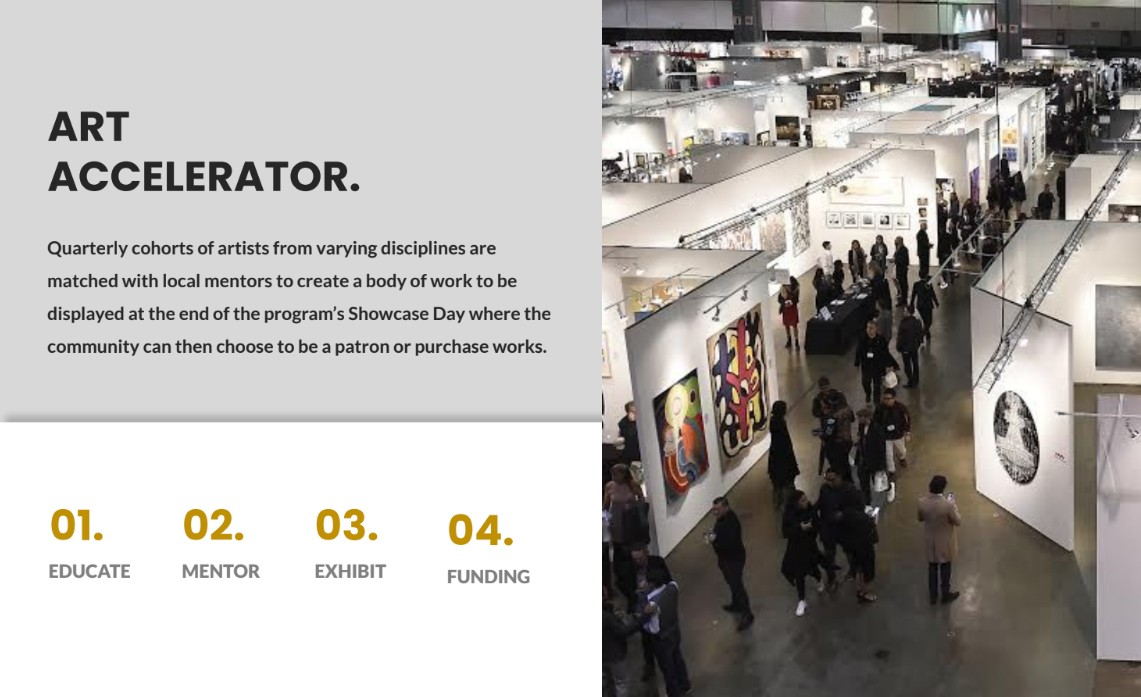 ART
ACCELERATOR.
Quarterly cohorts of artists from varying disciplines are
matched with local mentors to create a body of work to be
displayed at the end of the program’s Showcase Day where the
community can then choose to be a patron or purchase works.
01.
EDUCATE
02.
MENTOR
03.
EXHIBIT
04.
FUNDING